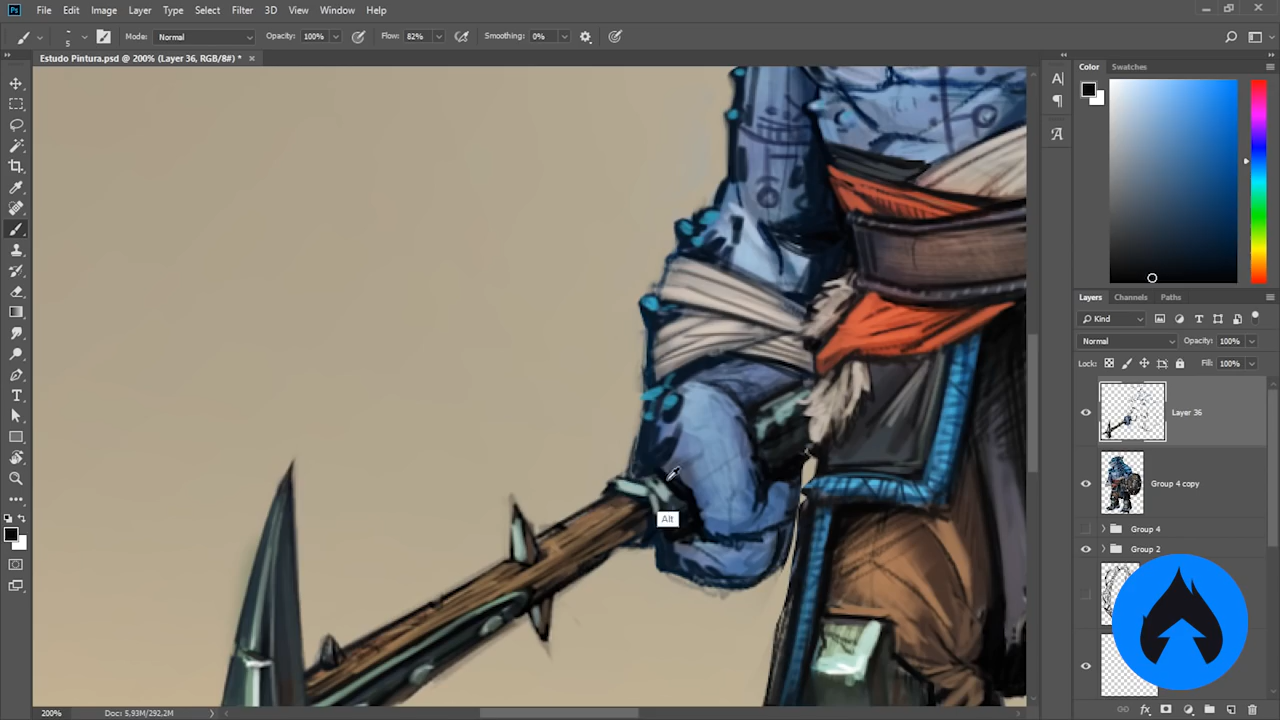 Ps File Edit Image Layer Type Select Filter 3D View Window Help
5 Mode: Normal Opacity: 100% Flow: 82% Smoothing: 0%
Estudo Pintura.psd @ 200% (Layer 36, RGB/8#) * ×
Color Swatches
Layers Channels Paths
Kind
Normal Opacity: 100%
Lock: Fill: 100%
Layer 36
Group 4 copy
Alt
Group 4
Group 2
200% Doc: 5,93M/292,2M